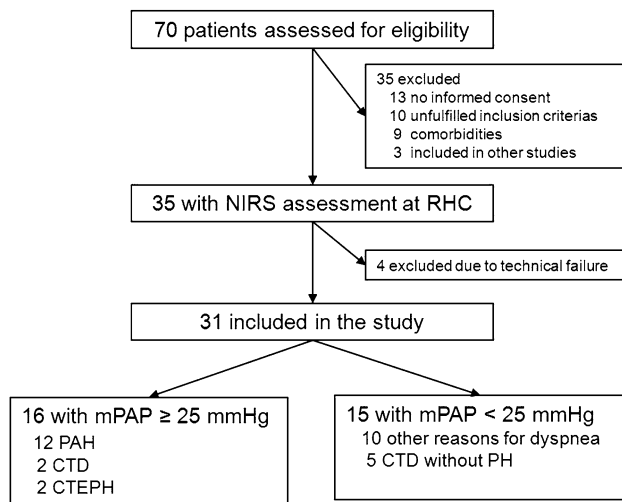 70 patients assessed for eligibility
35 excluded
13 no informed consent
10 unfulfilled inclusion criterias
9 comorbidities
3 included in other studies
35 with NIRS assessment at RHC
4 excluded due to technical failure
31 included in the study
16 with mPAP ≥ 25 mmHg
12 PAH
2 CTD
2 CTEPH
15 with mPAP < 25 mmHg
10 other reasons for dyspnea
5 CTD without PH